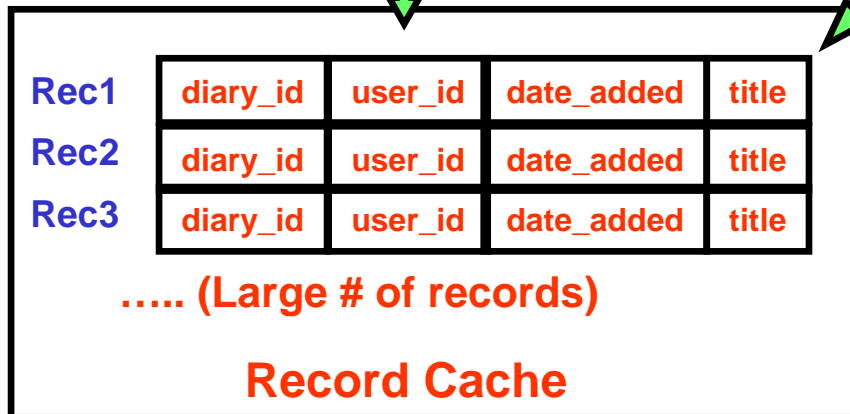 Rec1 diary_id user_id date_added title
Rec2 diary_id user_id date_added title
Rec3 diary_id user_id date_added title
….. (Large # of records)
Record Cache